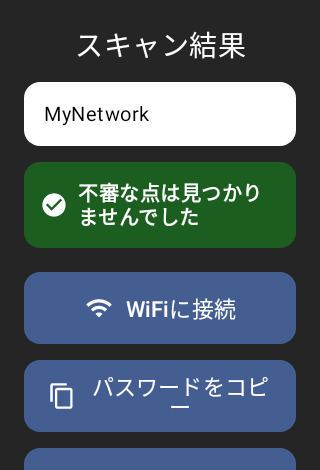 スキャン結果
MyNetwork
不審な点は見つかり
ませんでした
WiFiに接続
パスワードをコピ
ー